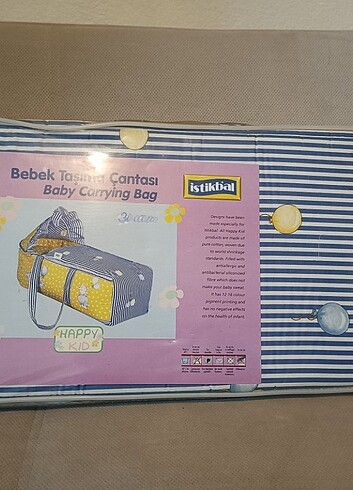 Bebek Taşıma Çantası
Baby Carrying Bag
istikbal
Designs have been
made especially for
Istikbal. All Happy Kid
products are made of
pure cotton, woven due
to world shrinkage
standards. Filled with
antiallergic and
antibacterial siliconized
fibre which does not
make your baby sweat.
It has 12-16 colour
pigment printing and
has no negative effects
on the health of infant.
HAPPY
KID